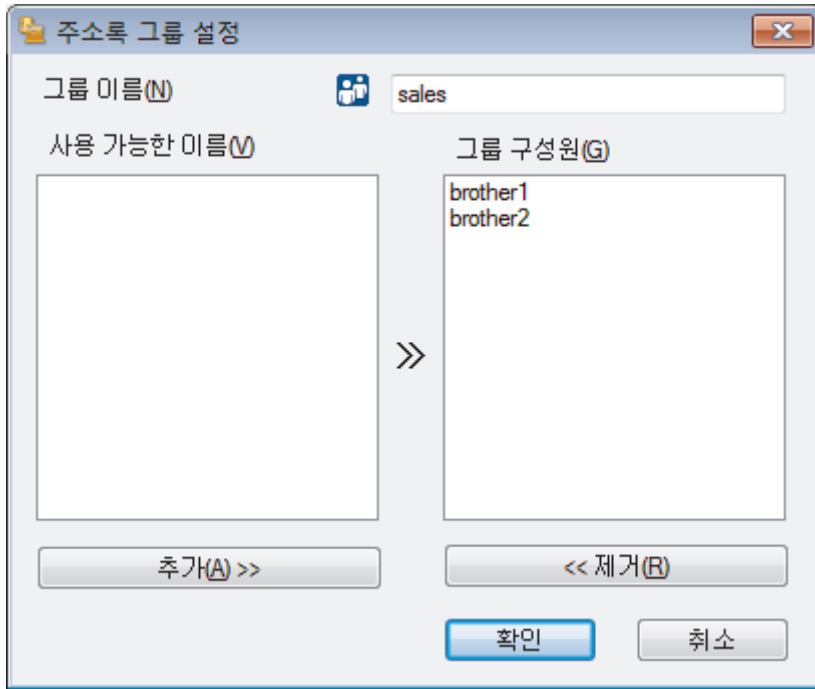 주소록 그룹 설정
그룹 이름(N) sales
사용 가능한 이름(V)
그룹 구성원(G)
brother1
brother2
추가(A) >>
<< 제거(R)
확인
취소